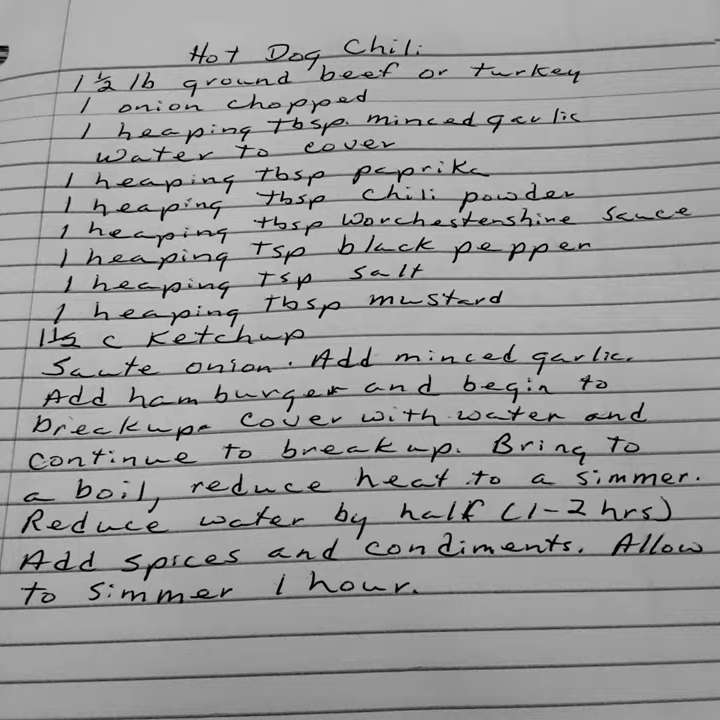 Hot Dog Chili
1 ½ lb ground beef or turkey
1 onion chopped
1 heaping tbsp. minced garlic
water to cover
1 heaping tbsp paprika
1 heaping tbsp chili powder
1 heaping tbsp Worchestershire sauce
1 heaping tsp black pepper
1 heaping tsp salt
1 heaping tbsp mustard
1½ c Ketchup
Saute onion. Add minced garlic.
Add hamburger and begin to
breakup. Cover with water and
continue to breakup. Bring to
a boil, reduce heat to a simmer.
Reduce water by half (1-2 hrs)
Add spices and condiments. Allow
to simmer 1 hour.